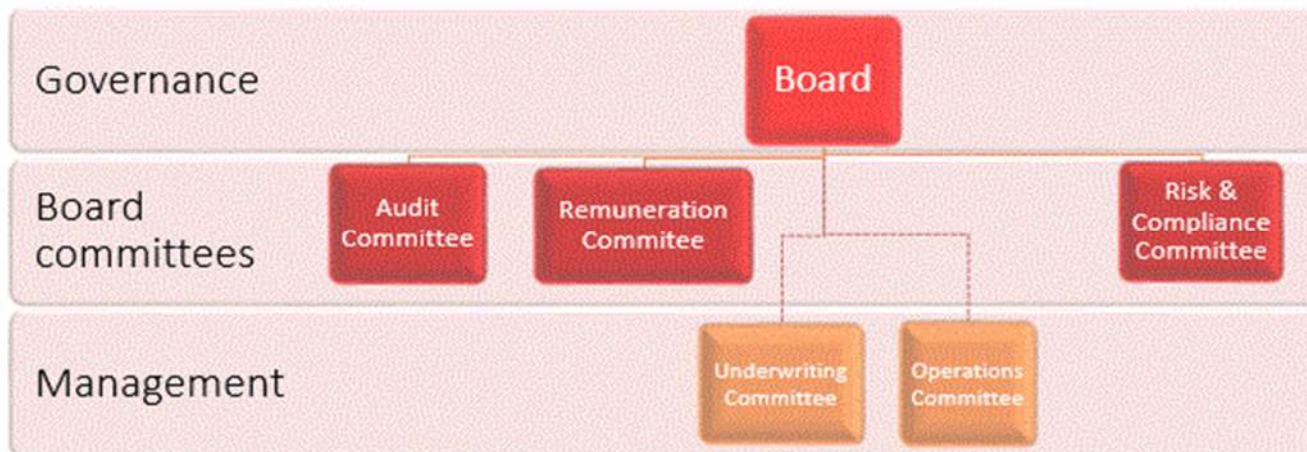 Governance
Board
Board
committees
Audit
Committee
Remuneration
Commitee
Risk &
Compliance
Committee
Management
Underwriting
Committee
Operations
Committee